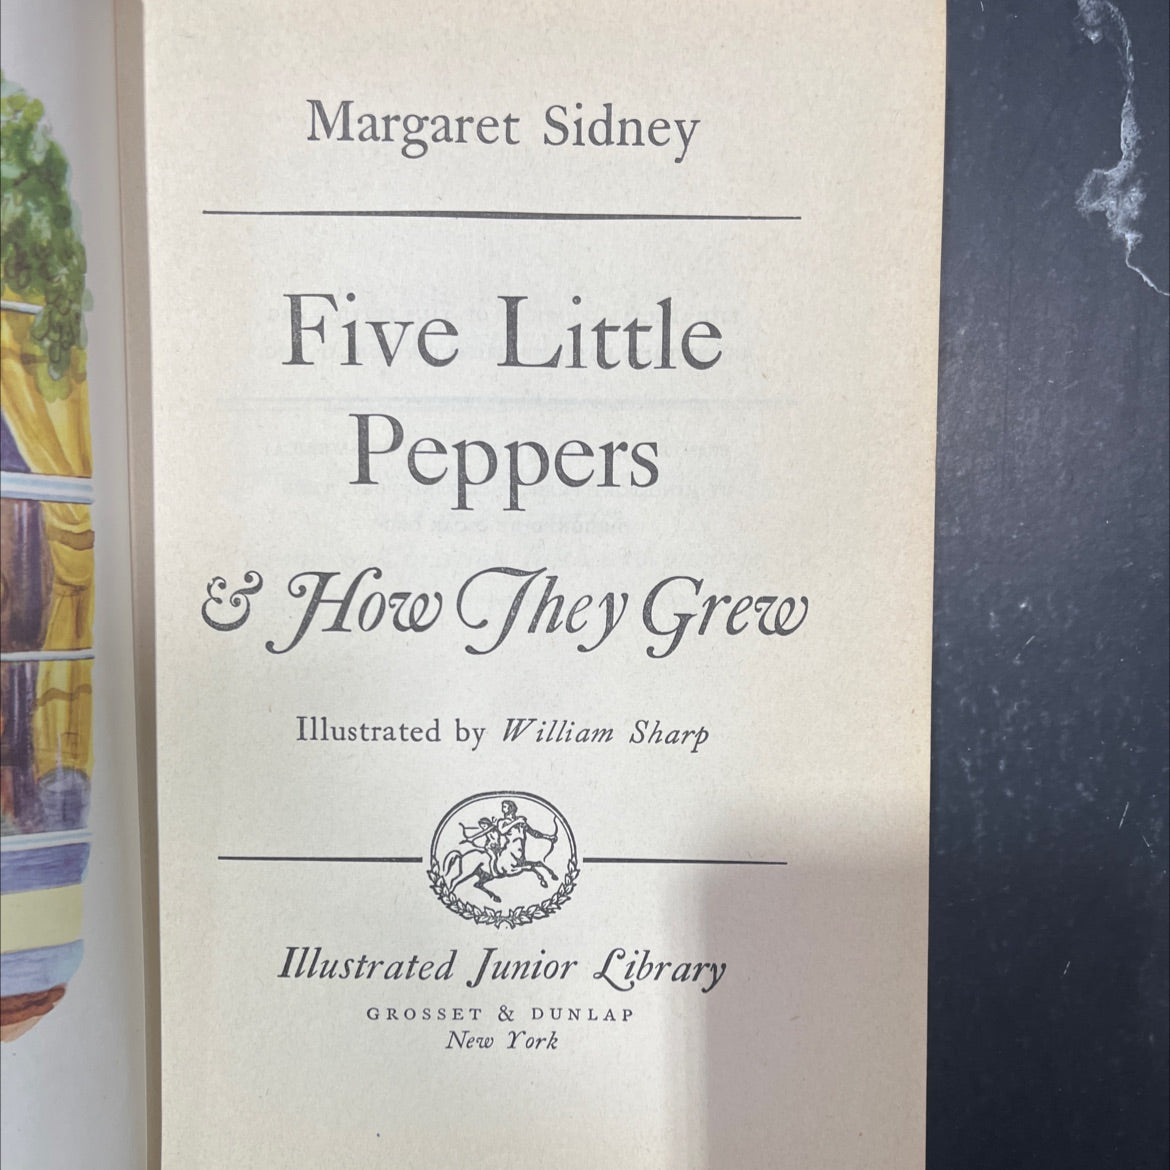 Margaret Sidney
Five Little
Peppers
& How They Grew
Illustrated by William Sharp
Illustrated Junior Library
GROSSET & DUNLAP
New York